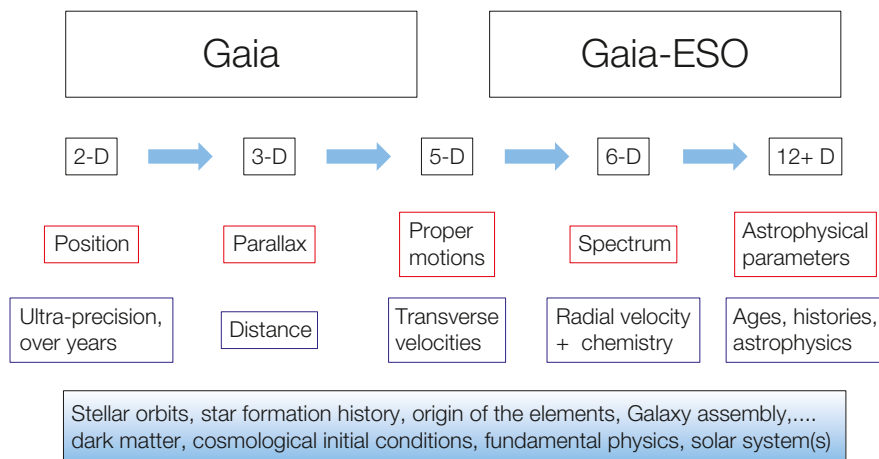 Gaia
Gaia-ESO
2-D
3-D
5-D
6-D
12+ D
Position
Parallax
Proper
motions
Spectrum
Astrophysical
parameters
Ultra-precision,
over years
Distance
Transverse
velocities
Radial velocity
+ chemistry
Ages, histories,
astrophysics
Stellar orbits, star formation history, origin of the elements, Galaxy assembly,....
dark matter, cosmological initial conditions, fundamental physics, solar system(s)